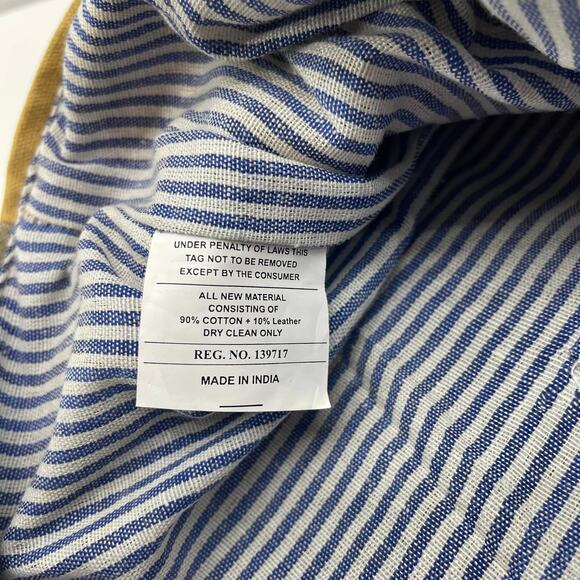 UNDER PENALTY OF LAWS THIS
TAG NOT TO BE REMOVED
EXCEPT BY THE CONSUMER
ALL NEW MATERIAL
CONSISTING OF
90% COTTON + 10% Leather
DRY CLEAN ONLY
REG. NO. 139717
MADE IN INDIA